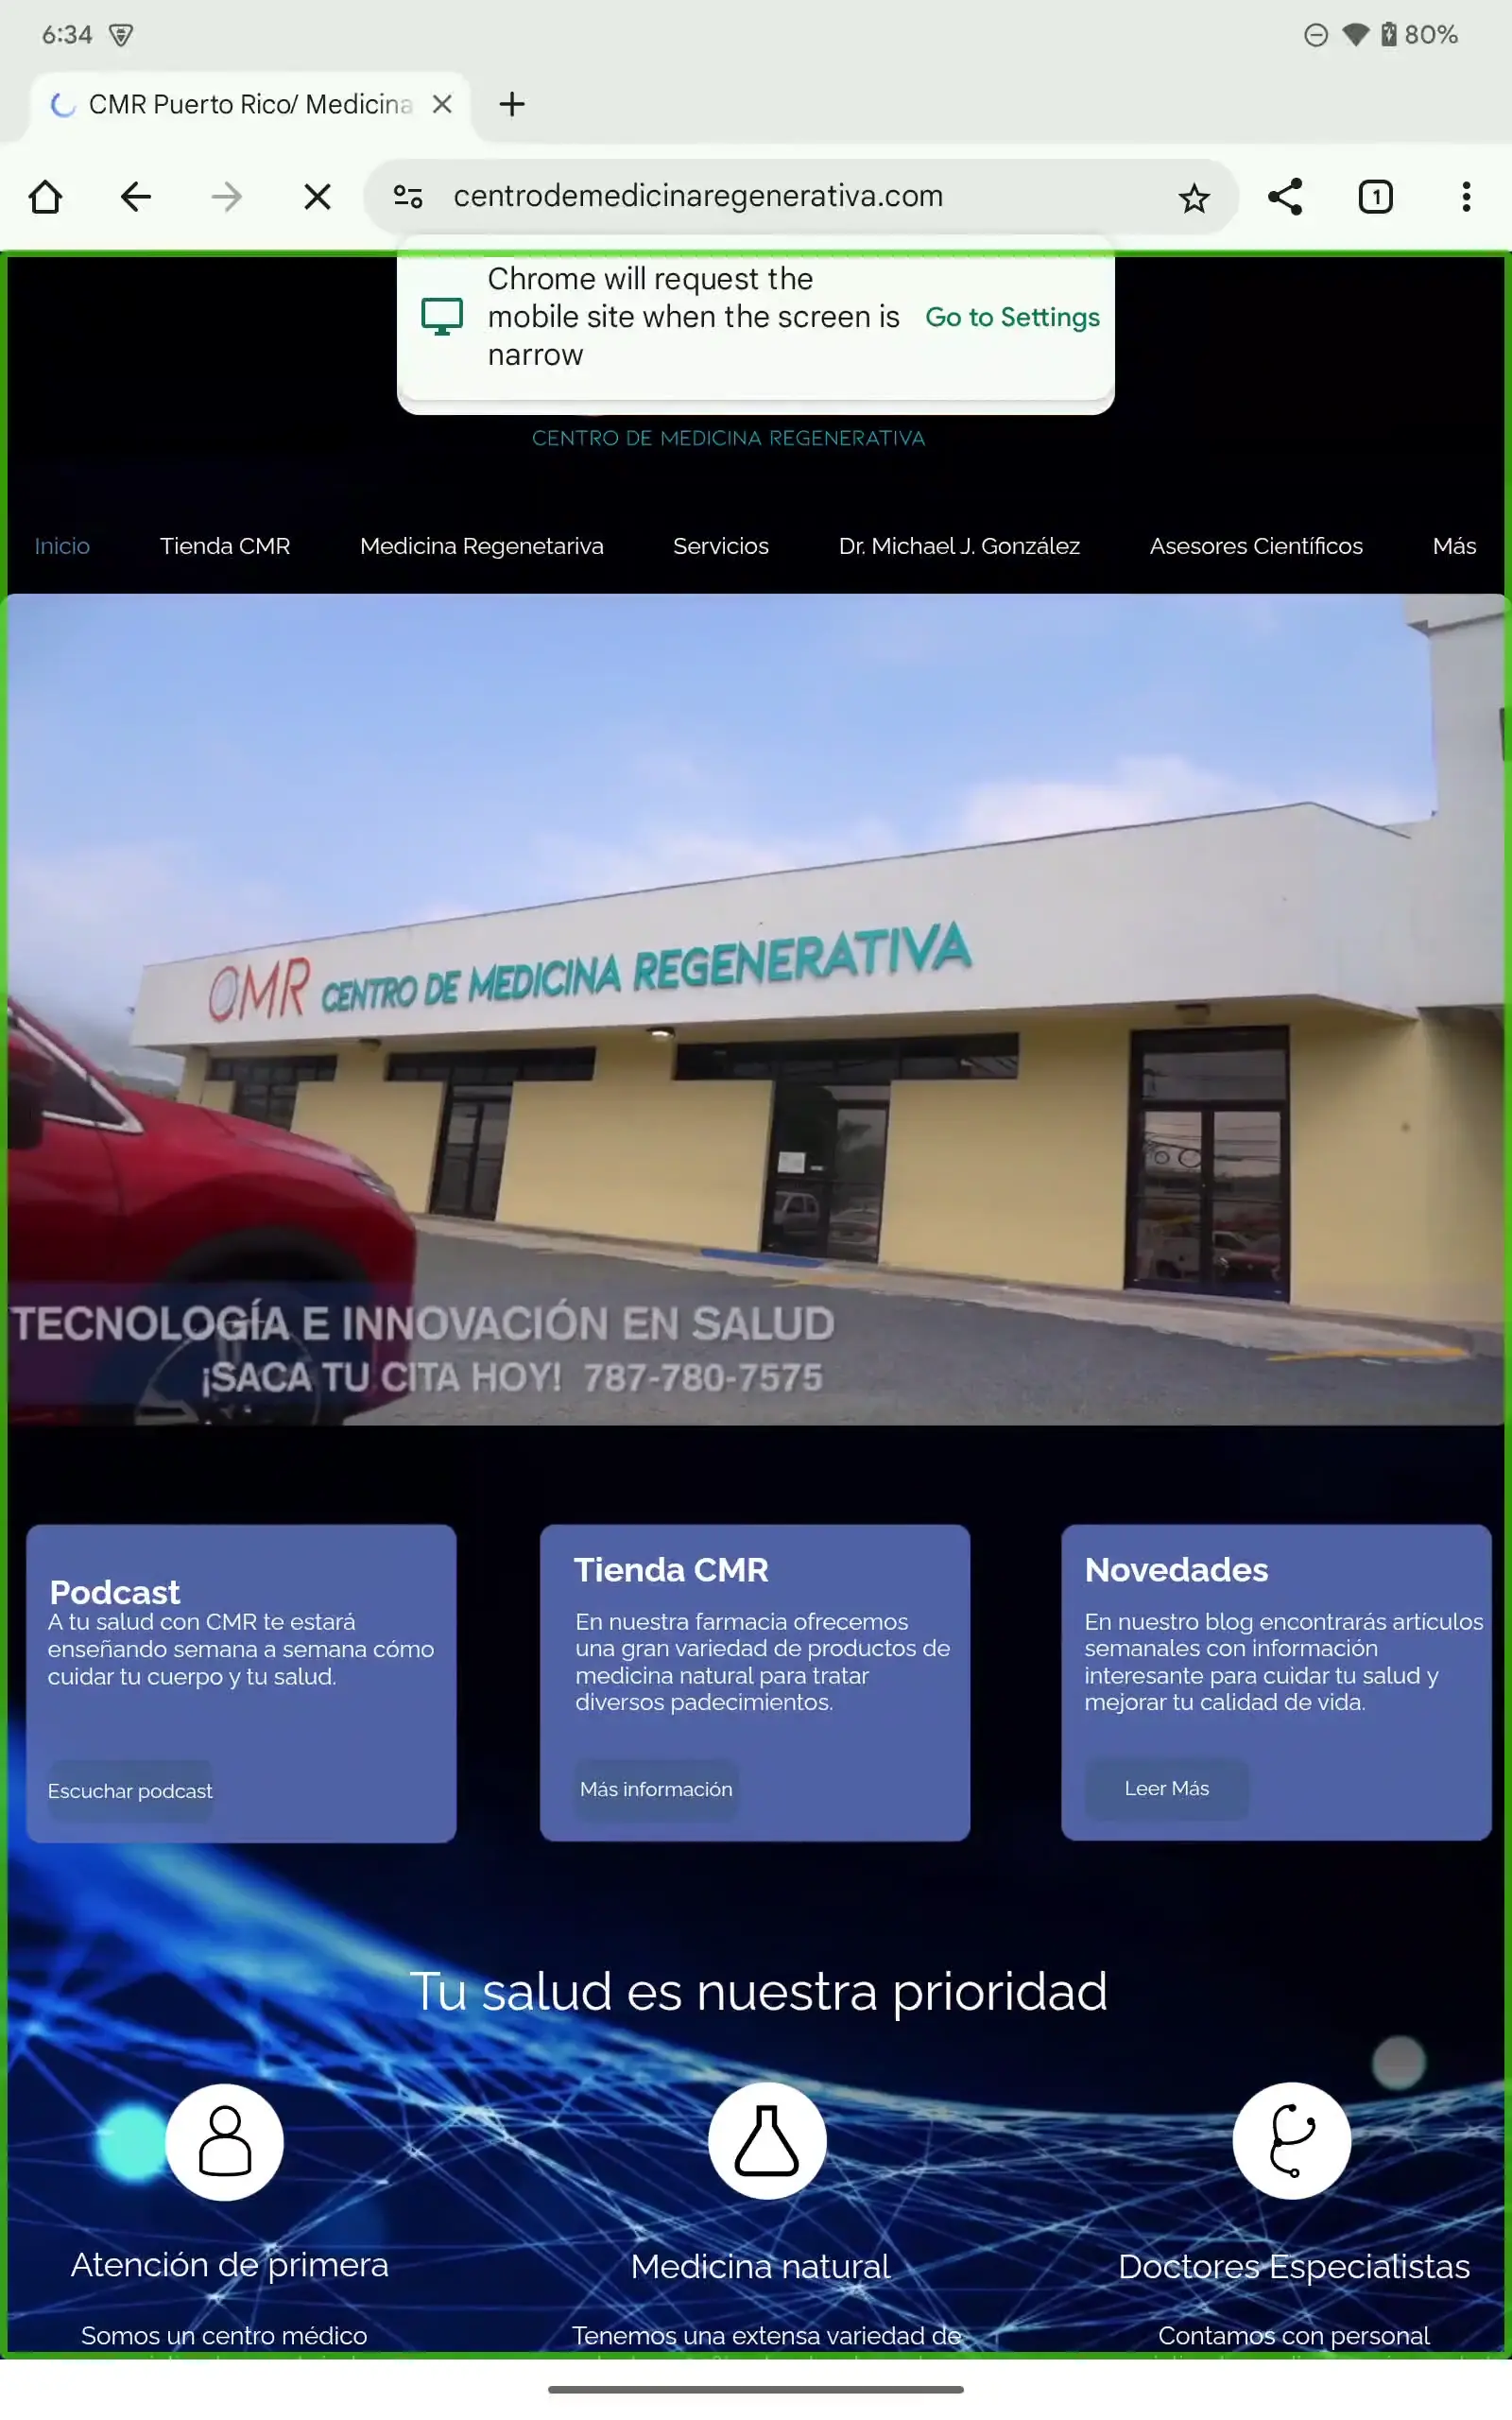 6:34
80%
CMR Puerto Rico/ Medicina
centrodemedicinaregenerativa.com
1
Chrome will request the
mobile site when the screen is
narrow
Go to Settings
CENTRO DE MEDICINA REGENERATIVA
Inicio
Tienda CMR
Medicina Regenetariva
Servicios
Dr. Michael J. González
Asesores Científicos
Más
CMR CENTRO DE MEDICINA REGENERATIVA
TECNOLOGÍA E INNOVACIÓN EN SALUD
¡SACA TU CITA HOY! 787-780-7575
Podcast
A tu salud con CMR te estará
enseñando semana a semana cómo
cuidar tu cuerpo y tu salud.
Escuchar podcast
Tienda CMR
En nuestra farmacia ofrecemos
una gran variedad de productos de
medicina natural para tratar
diversos padecimientos.
Más información
Novedades
En nuestro blog encontrarás artículos
semanales con información
interesante para cuidar tu salud y
mejorar tu calidad de vida.
Leer Más
Tu salud es nuestra prioridad
Atención de primera
Somos un centro médico
Medicina natural
Tenemos una extensa variedad de
Doctores Especialistas
Contamos con personal